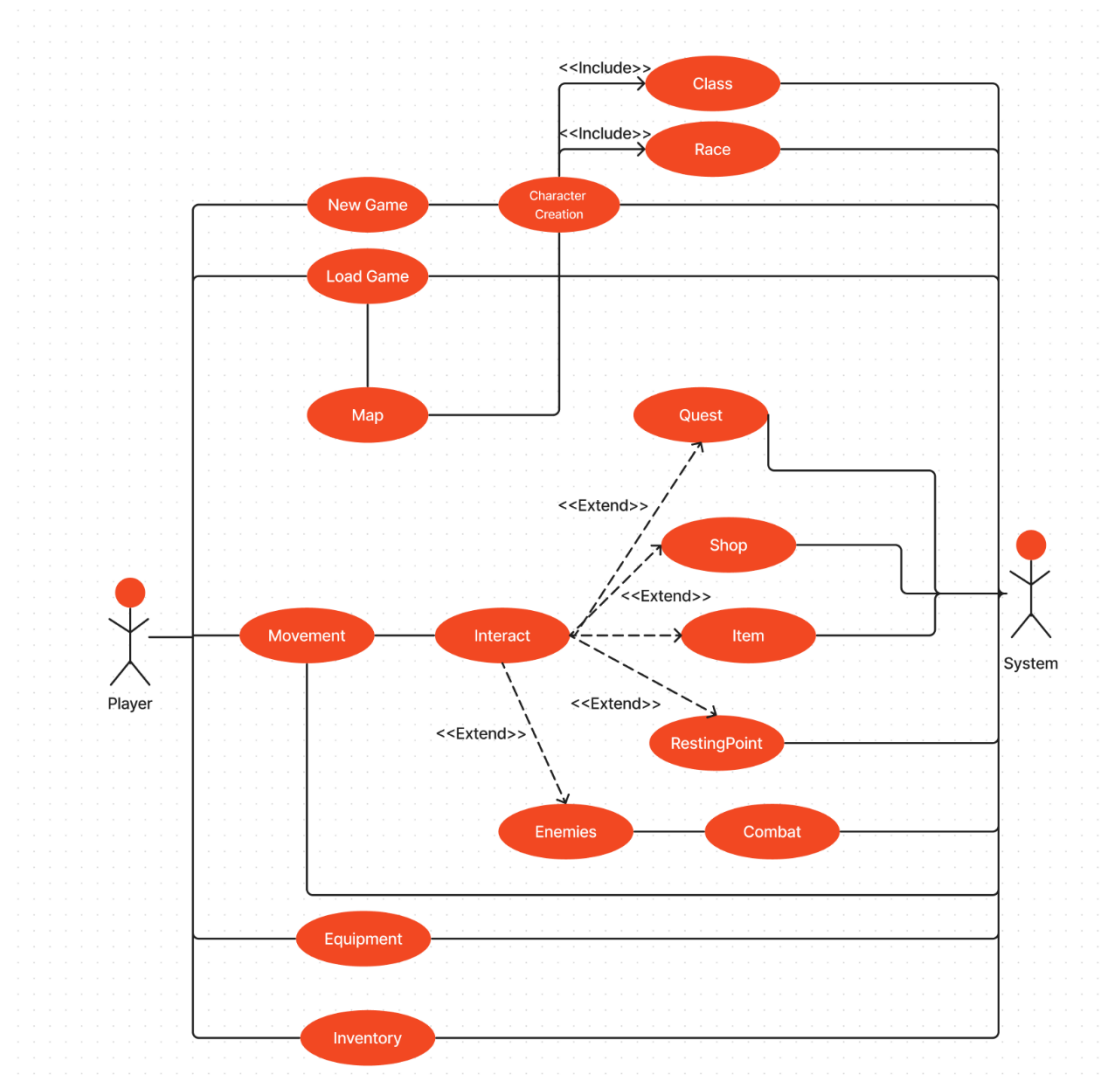 <<Include>>
Class
<<Include>>
Race
New Game
Character
Creation
Load Game
Map
Quest
<<Extend>>
Shop
<<Extend>>
Movement
Interact
Item
System
Player
<<Extend>>
<<Extend>>
RestingPoint
Enemies
Combat
Equipment
Inventory